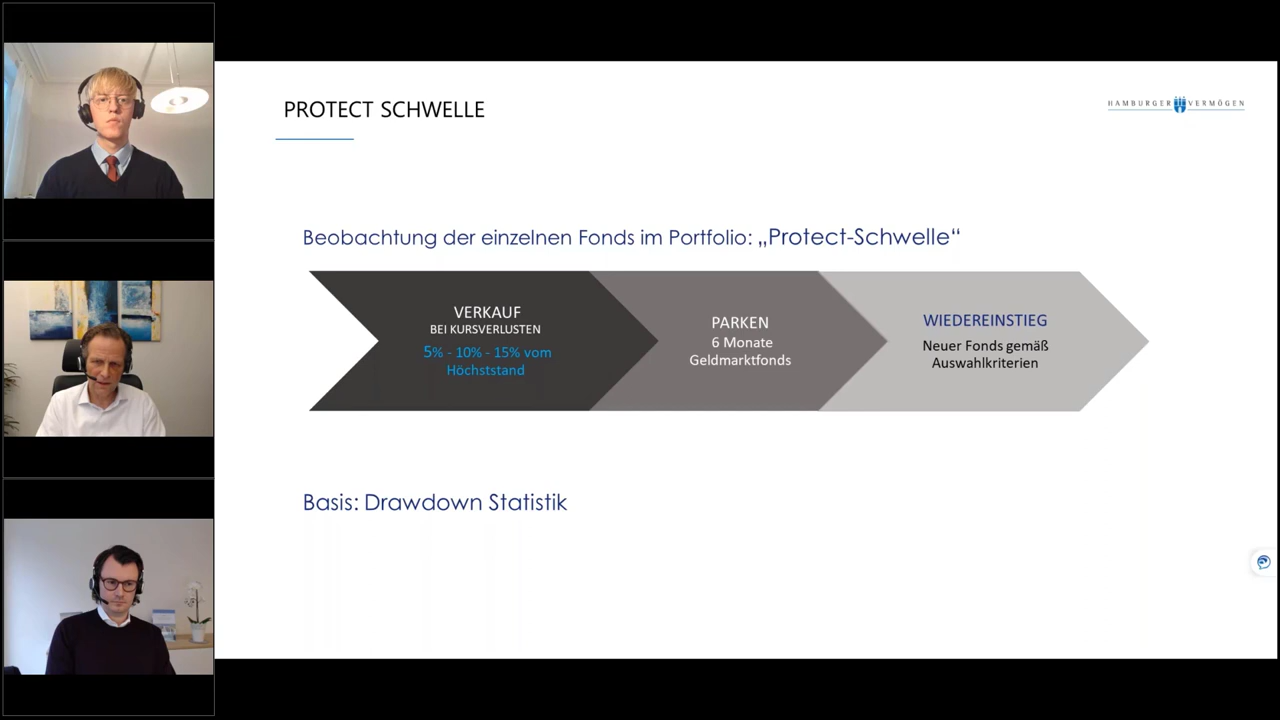 PROTECT SCHWELLE
HAMBURGER VERMÖGEN
Beobachtung der einzelnen Fonds im Portfolio: „Protect-Schwelle“
VERKAUF
BEI KURSVERLUSTEN
5% - 10% - 15% vom
Höchststand
PARKEN
6 Monate
Geldmarktfonds
WIEDEREINSTIEG
Neuer Fonds gemäß
Auswahlkriterien
Basis: Drawdown Statistik